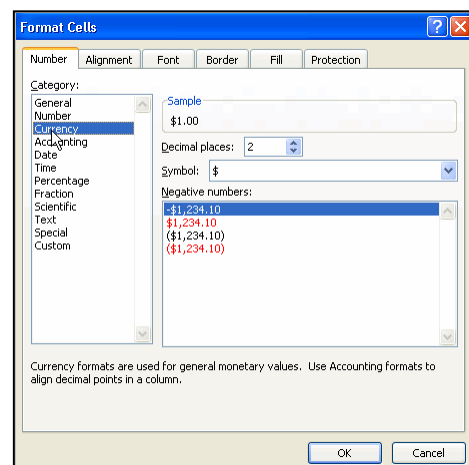 Format Cells
Number Alignment Font Border Fill Protection
Category:
General
Number
Currency
Accounting
Date
Time
Percentage
Fraction
Scientific
Text
Special
Custom
Sample
$1.00
Decimal places: 2
Symbol: $
Negative numbers:
-$1,234.10
$1,234.10
($1,234.10)
($1,234.10)
Currency formats are used for general monetary values.  Use Accounting formats to
align decimal points in a column.
OK Cancel